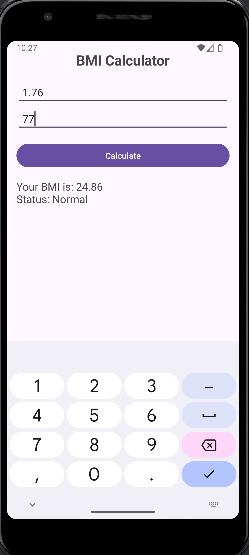 10:27
BMI Calculator
1.76
77
Calculate
Your BMI is: 24.86
Status: Normal
1 2 3 –
4 5 6
7 8 9
, 0 .